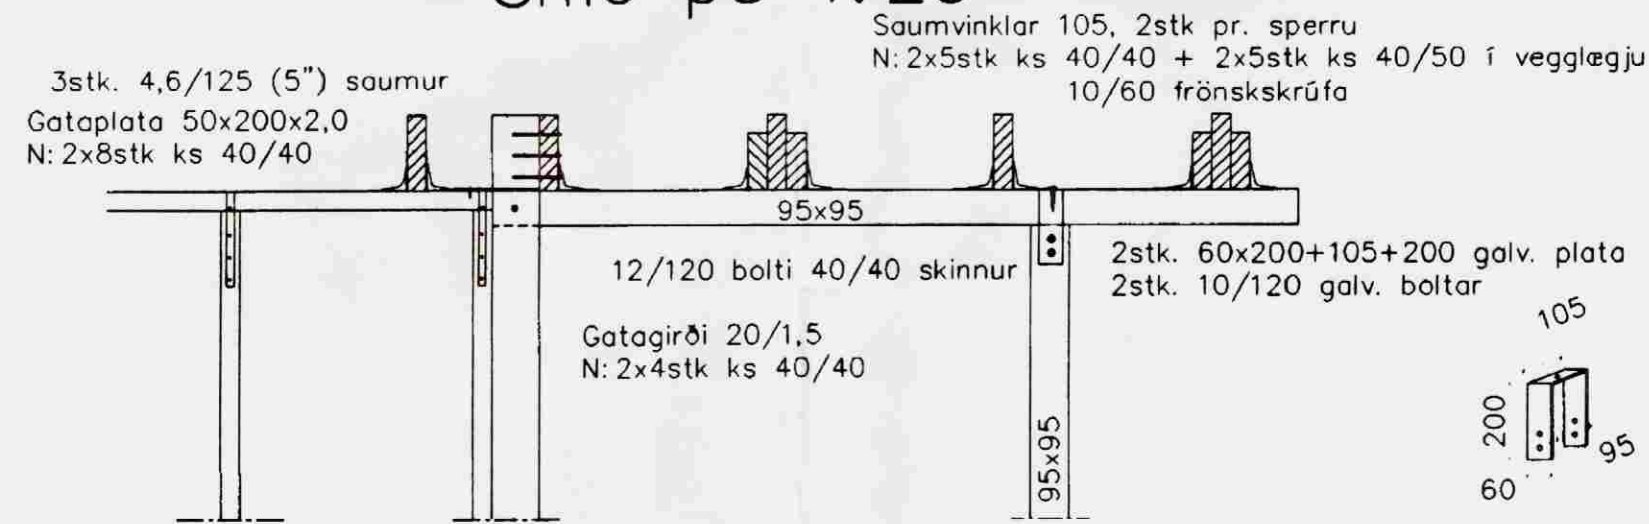 Saumvinklar 105, 2stk pr. sperru
N: 2x5stk ks 40/40 + 2x5stk ks 40/50 í vegglægju
10/60 frönskskrúfa
3stk. 4,6/125 (5") saumur
Gataplata 50x200x2,0
N: 2x8stk ks 40/40
95x95
12/120 bolti 40/40 skinnur
2stk. 60x200+105+200 galv. plata
2stk. 10/120 galv. boltar
Gatagirði 20/1,5
N: 2x4stk ks 40/40
95x95
105
200
95
60